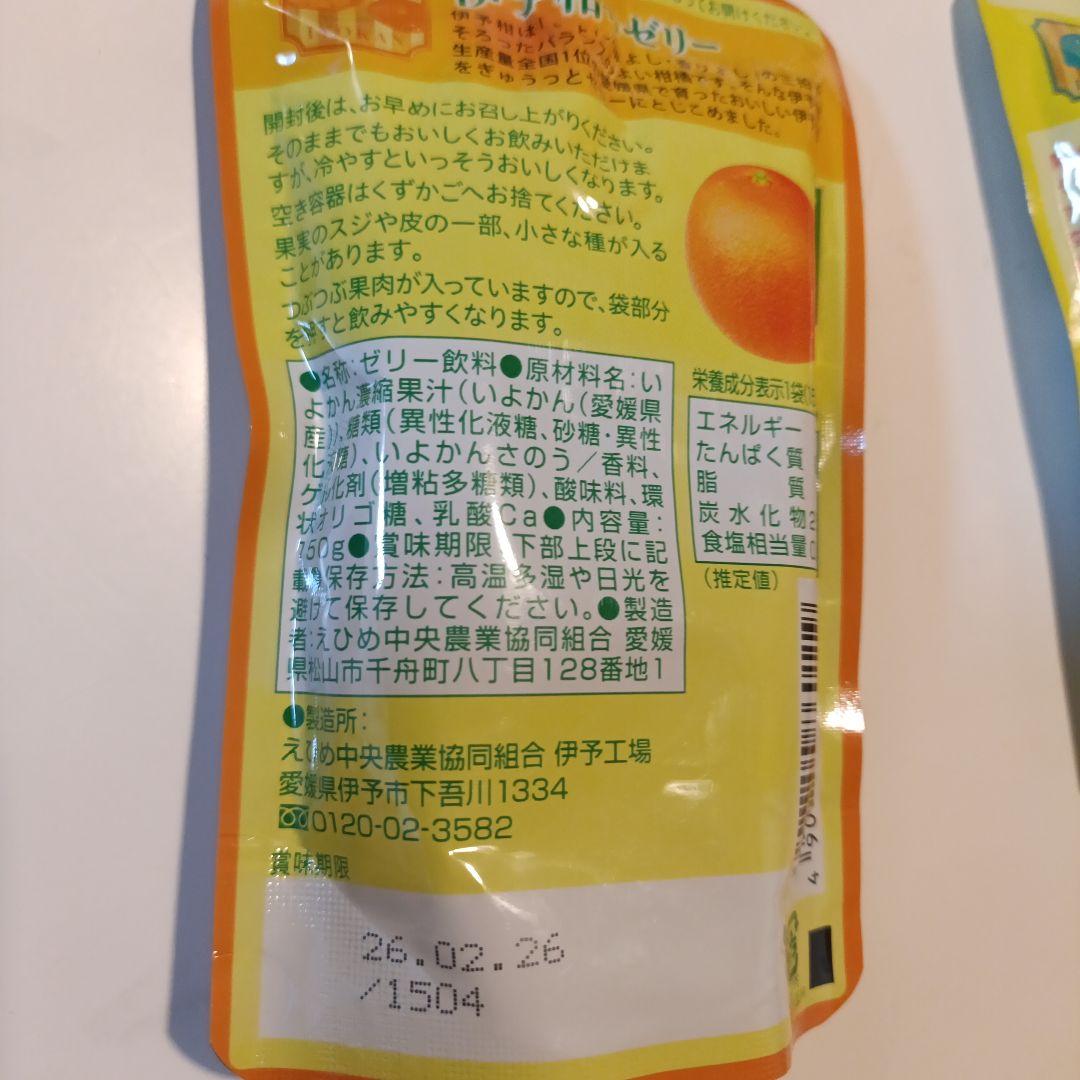 ゼリー
開封後は、お早めにお召し上がりください。
そのままでもおいしくお飲みいただけま
すが、冷やすといっそうおいしくなります。
空き容器はくずかごへお捨てください。
果実のスジや皮の一部、小さな種が入る
ことがあります。
つぶつぶ果肉が入っていますので、袋部分
を押すと飲みやすくなります。
●名称:ゼリー飲料●原材料名:い
よかん濃縮果汁(いよかん(愛媛県
産))、糖類(異性化液糖、砂糖・異性
化液糖)、いよかんさのう/香料、
ゲル化剤(増粘多糖類)、酸味料、環
状オリゴ糖、乳酸Ca●内容量:
150g●賞味期限:下部上段に記
載●保存方法:高温多湿や日光を
避けて保存してください。●製造
者:えひめ中央農業協同組合 愛媛
県松山市千舟町八丁目128番地1
栄養成分表示1袋
エネルギー
たんぱく質
脂質
炭水化物
食塩相当量
(推定値)
●製造所:
えひめ中央農業協同組合 伊予工場
愛媛県伊予市下吾川1334
0120-02-3582
賞味期限
26.02.26
/1504